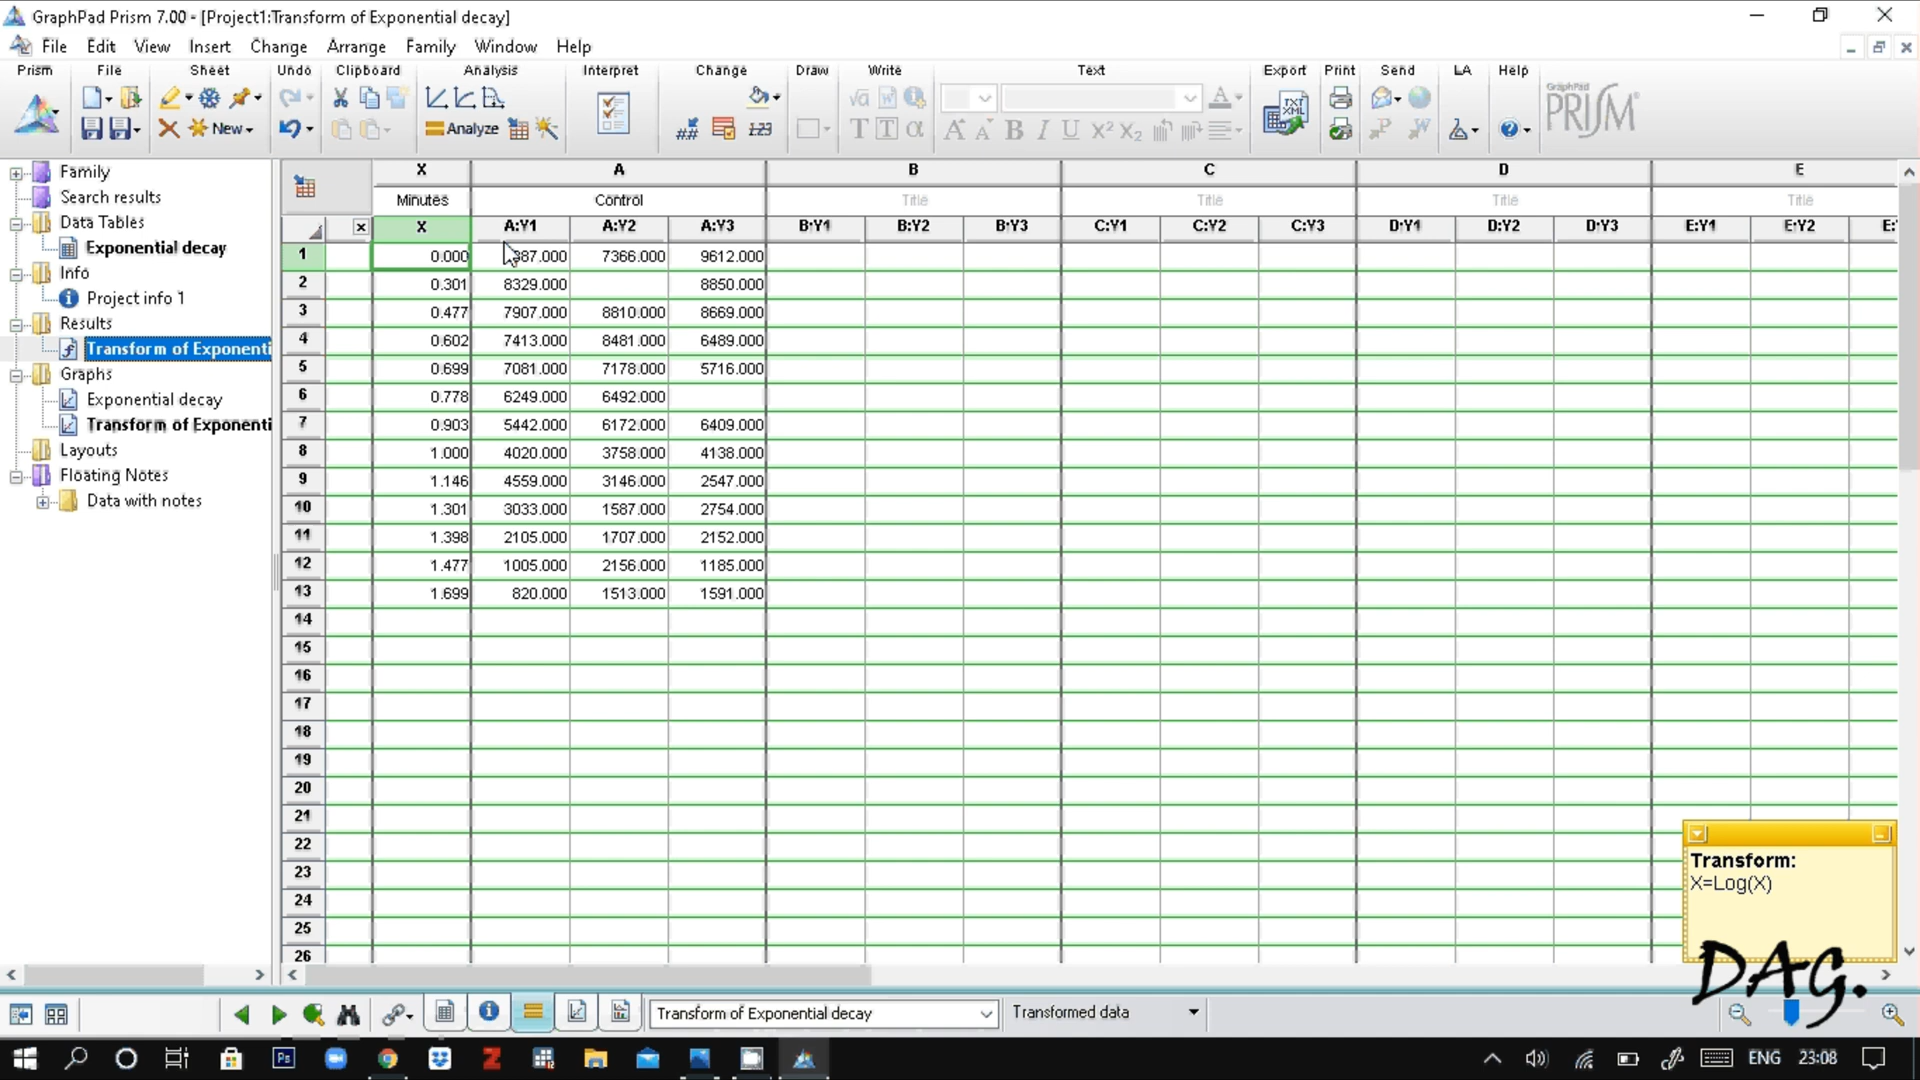 GraphPad Prism 7.00 - [Project1:Transform of Exponential decay]
File Edit View Insert Change Arrange Family Window Help
Prism File Sheet Undo Clipboard Analysis Interpret Change Draw Write Text Export Print Send LA Help
New
Analyze
GraphPad
PRISM
Family
Search results
Data Tables
Exponential decay
Info
Project info 1
Results
Transform of Exponenti
Graphs
Exponential decay
Transform of Exponenti
Layouts
Floating Notes
Data with notes
X A B C D E
Minutes Control Title Title Title Title
X A:Y1 A:Y2 A:Y3 B:Y1 B:Y2 B:Y3 C:Y1 C:Y2 C:Y3 D:Y1 D:Y2 D:Y3 E:Y1 E:Y2 E:
1 0.000 87.000 7366.000 9612.000
2 0.301 8329.000 8850.000
3 0.477 7907.000 8810.000 8669.000
4 0.602 7413.000 8481.000 6489.000
5 0.699 7081.000 7178.000 5716.000
6 0.778 6249.000 6492.000
7 0.903 5442.000 6172.000 6409.000
8 1.000 4020.000 3758.000 4138.000
9 1.146 4559.000 3146.000 2547.000
10 1.301 3033.000 1587.000 2754.000
11 1.398 2105.000 1707.000 2152.000
12 1.477 1005.000 2156.000 1185.000
13 1.699 820.000 1513.000 1591.000
14
15
16
17
18
19
20
21
22
23
24
25
26
Transform:
X=Log(X)
DAG.
Transform of Exponential decay Transformed data
ENG 23:08